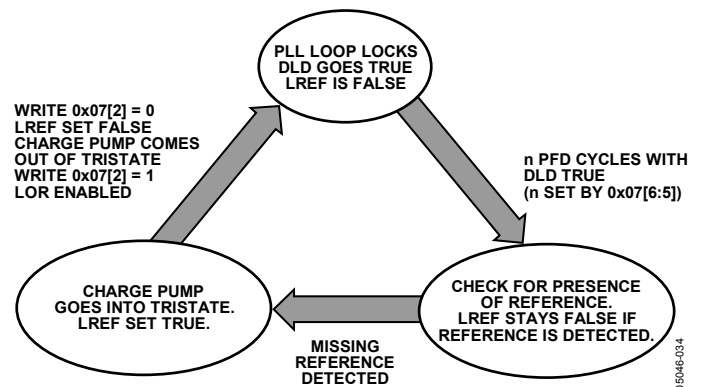 PLL LOOP LOCKS
DLD GOES TRUE
LREF IS FALSE
WRITE 0x07[2] = 0
LREF SET FALSE
CHARGE PUMP COMES
OUT OF TRISTATE
WRITE 0x07[2] = 1
LOR ENABLED
n PFD CYCLES WITH
DLD TRUE
(n SET BY 0x07[6:5])
CHARGE PUMP
GOES INTO TRISTATE.
LREF SET TRUE.
CHECK FOR PRESENCE
OF REFERENCE.
LREF STAYS FALSE IF
REFERENCE IS DETECTED.
MISSING
REFERENCE
DETECTED
05046-034